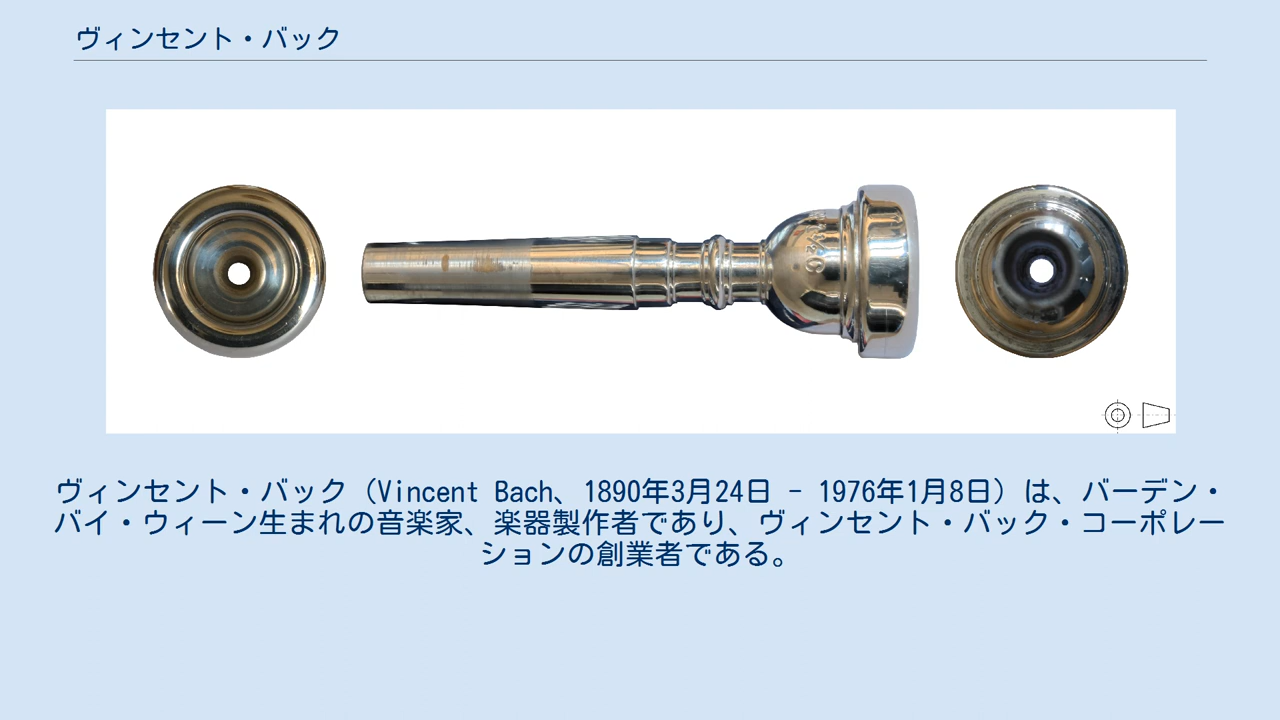 ヴィンセント・バック
ヴィンセント・バック（Vincent Bach、1890年3月24日 - 1976年1月8日）は、バーデン・
バイ・ウィーン生まれの音楽家、楽器製作者であり、ヴィンセント・バック・コーポレー
ションの創業者である。